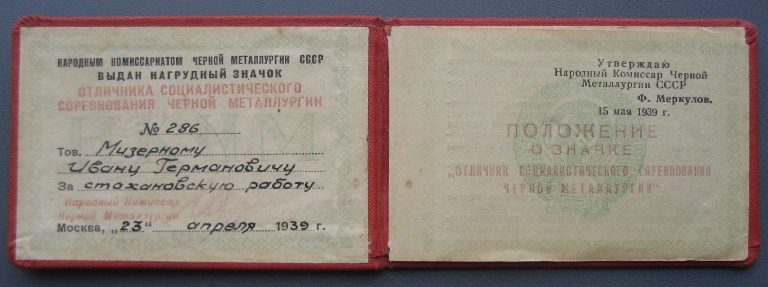 НАРОДНЫМ КОМИССАРИАТОМ ЧЕРНОЙ МЕТАЛЛУРГИИ СССР
ВЫДАН НАГРУДНЫЙ ЗНАЧОК
ОТЛИЧНИКА СОЦИАЛИСТИЧЕСКОГО
СОРЕВНОВАНИЯ ЧЕРНОЙ МЕТАЛЛУРГИИ
№ 286
Тов. Мизерному
Ивану Германовичу
За стахановскую работу
Народный Комиссар
Черной Металлургии
Москва, „23" апреля 1939 г.
Утверждаю
Народный Комиссар Черной
Металлургии СССР
Ф. Меркулов.
15 мая 1939 г.
ПОЛОЖЕНИЕ
О ЗНАЧКЕ
„ОТЛИЧНИК СОЦИАЛИСТИЧЕСКОГО СОРЕВНОВАНИЯ
ЧЕРНОЙ МЕТАЛЛУРГИИ"